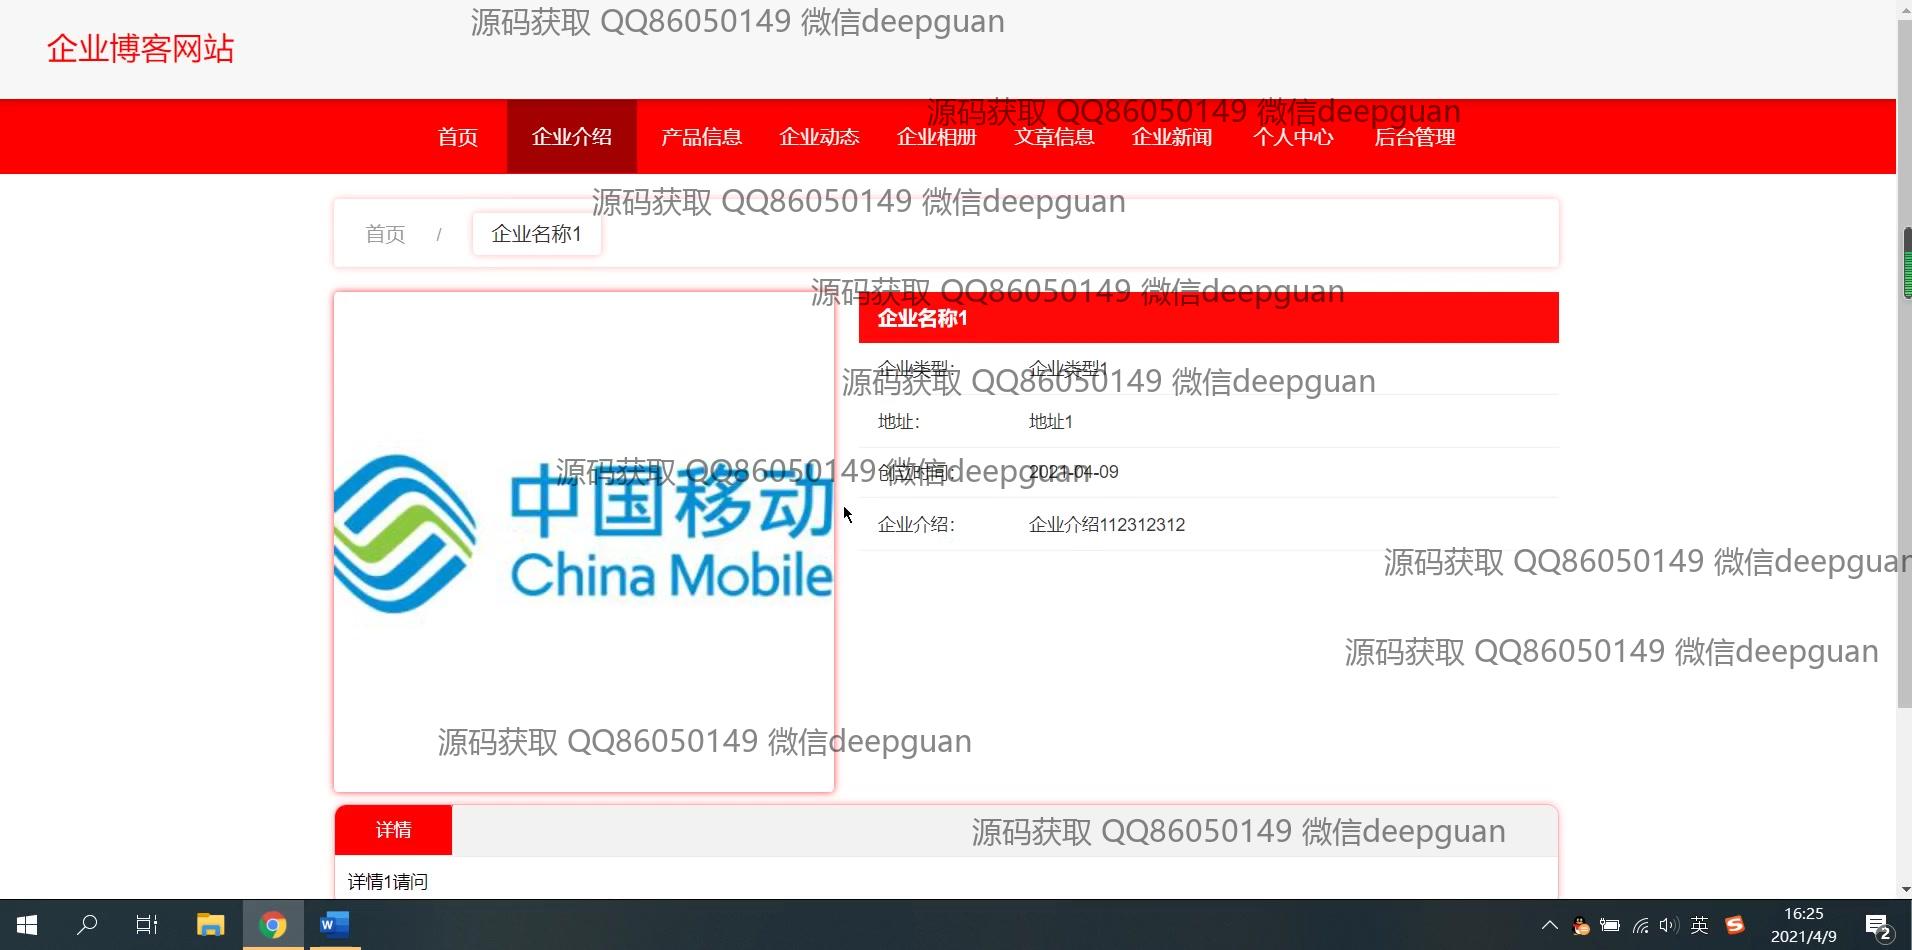 源码获取 QQ86050149 微信deepguan
企业博客网站
源码获取 QQ86050149 微信deepguan
首页 企业介绍 产品信息 企业动态 企业相册 文章信息 企业新闻 个人中心 后台管理
源码获取 QQ86050149 微信deepguan
首页 / 企业名称1
源码获取 QQ86050149 微信deepguan
企业名称1
企业类型： 企业类型1
源码获取 QQ86050149 微信deepguan
地址： 地址1
源码获取 QQ86050149 微信deepguan
创立时间： 2021-04-09
中国移动
China Mobile
企业介绍： 企业介绍112312312
源码获取 QQ86050149 微信deepguan
源码获取 QQ86050149 微信deepguan
源码获取 QQ86050149 微信deepguan
详情
源码获取 QQ86050149 微信deepguan
详情1请问
英
16:25
2021/4/9
2